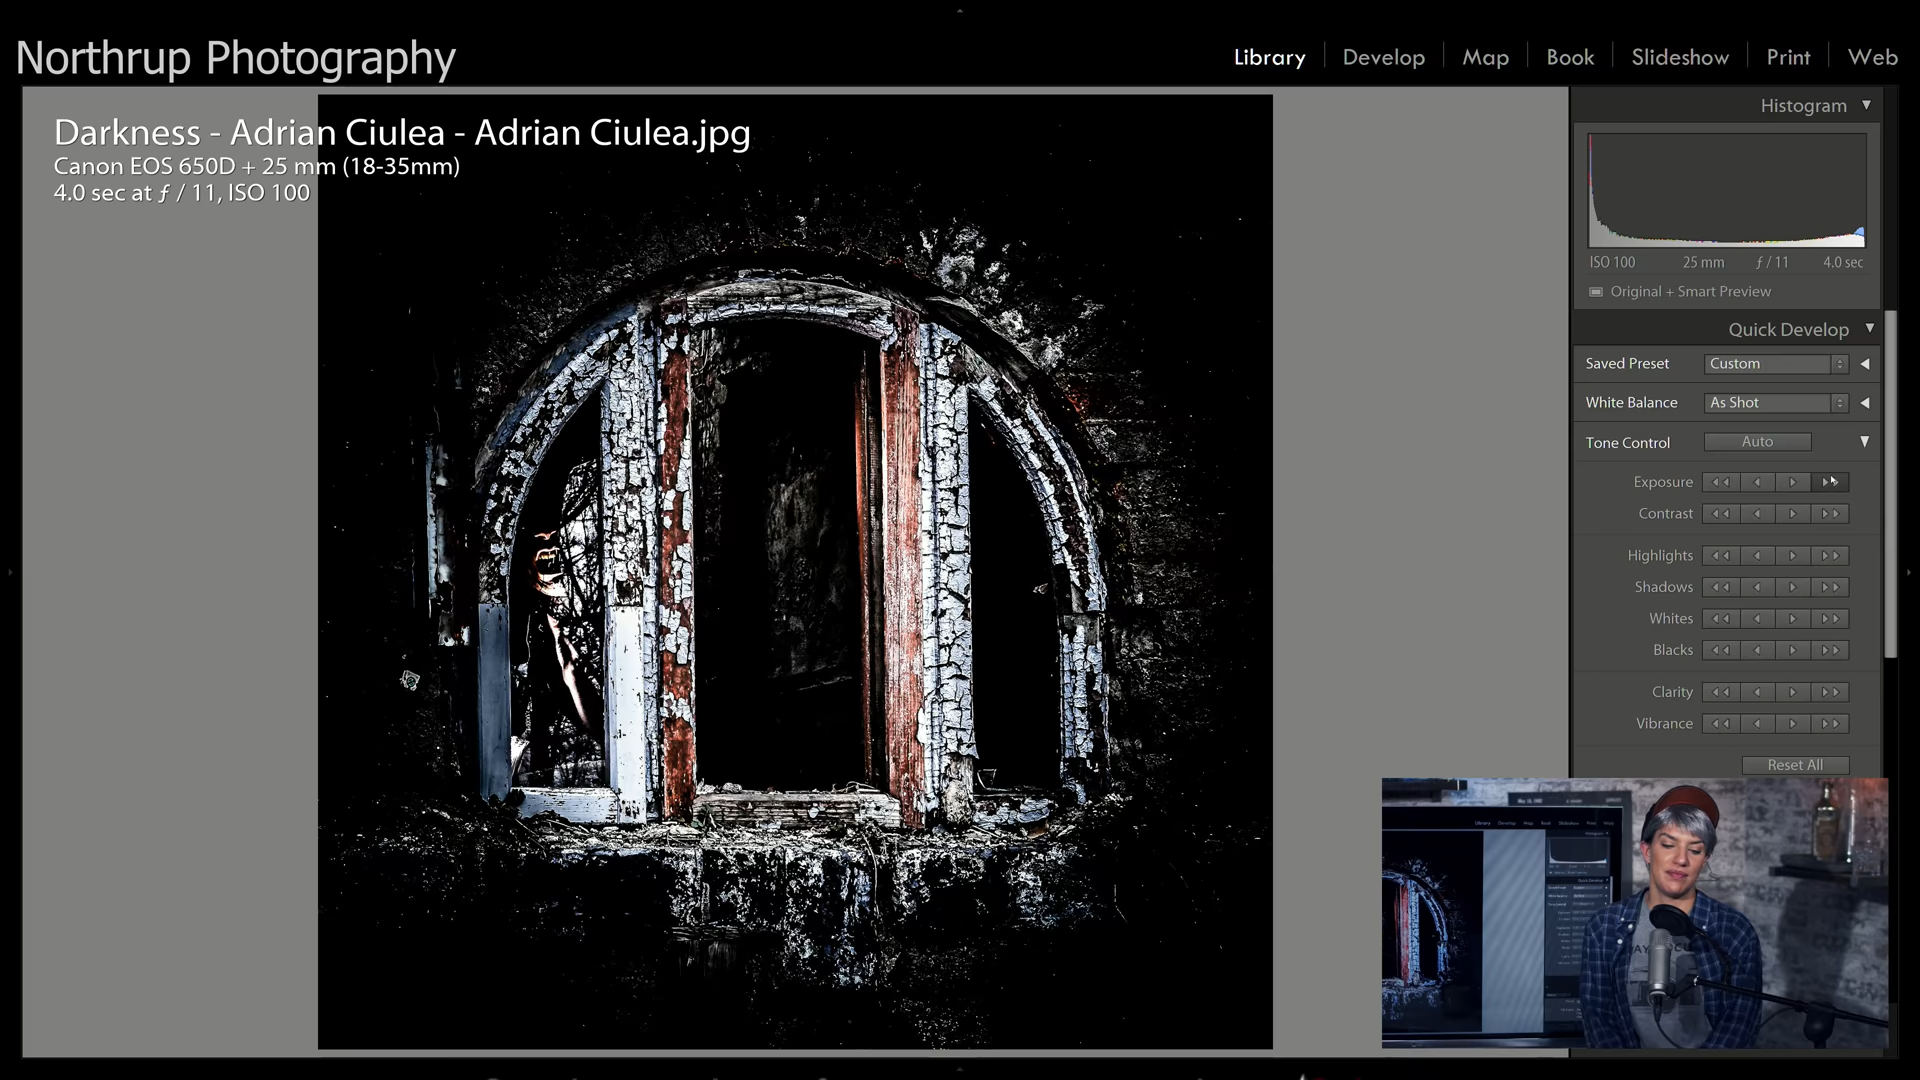 Northrup Photography
Library Develop Map Book Slideshow Print Web
Darkness - Adrian Ciulea - Adrian Ciulea.jpg
Canon EOS 650D + 25 mm (18-35mm)
4.0 sec at ƒ / 11, ISO 100
Histogram
ISO 100 25 mm ƒ / 11 4.0 sec
Original + Smart Preview
Quick Develop
Saved Preset Custom
White Balance As Shot
Tone Control Auto
Exposure
Contrast
Highlights
Shadows
Whites
Blacks
Clarity
Vibrance
Reset All